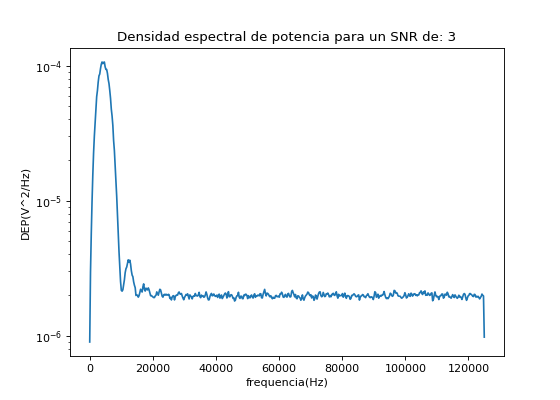 Densidad espectral de potencia para un SNR de: 3
10^−4
10^−5
10^−6
DEP(V^2/Hz)
0 20000 40000 60000 80000 100000 120000
frequencia(Hz)